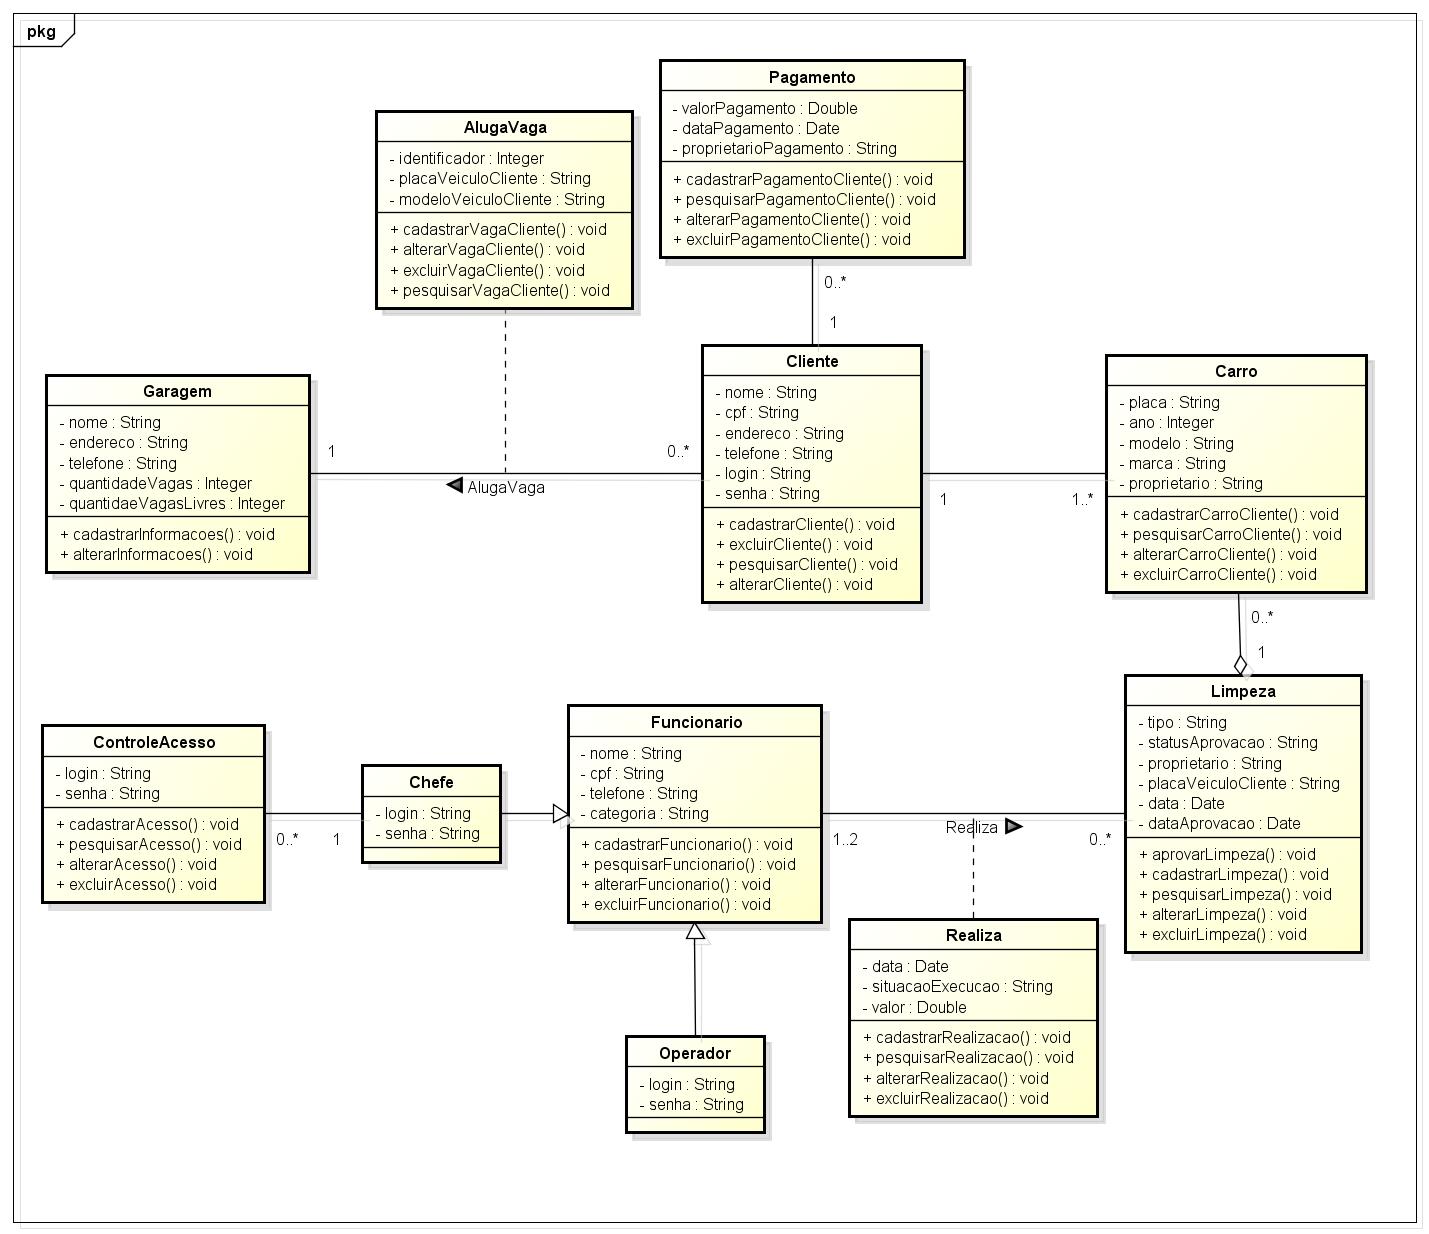 pkg
Pagamento
- valorPagamento : Double
- dataPagamento : Date
- proprietarioPagamento : String
+ cadastrarPagamentoCliente() : void
+ pesquisarPagamentoCliente() : void
+ alterarPagamentoCliente() : void
+ excluirPagamentoCliente() : void
AlugaVaga
- identificador : Integer
- placaVeiculoCliente : String
- modeloVeiculoCliente : String
+ cadastrarVagaCliente() : void
+ alterarVagaCliente() : void
+ excluirVagaCliente() : void
+ pesquisarVagaCliente() : void
0..*
1
Garagem
- nome : String
- endereco : String
- telefone : String
- quantidadeVagas : Integer
- quantidaeVagasLivres : Integer
+ cadastrarInformacoes() : void
+ alterarInformacoes() : void
1
0..*
AlugaVaga
Cliente
- nome : String
- cpf : String
- endereco : String
- telefone : String
- login : String
- senha : String
+ cadastrarCliente() : void
+ excluirCliente() : void
+ pesquisarCliente() : void
+ alterarCliente() : void
1
1..*
Carro
- placa : String
- ano : Integer
- modelo : String
- marca : String
- proprietario : String
+ cadastrarCarroCliente() : void
+ pesquisarCarroCliente() : void
+ alterarCarroCliente() : void
+ excluirCarroCliente() : void
0..*
1
ControleAcesso
- login : String
- senha : String
+ cadastrarAcesso() : void
+ pesquisarAcesso() : void
+ alterarAcesso() : void
+ excluirAcesso() : void
0..*
1
Chefe
- login : String
- senha : String
Funcionario
- nome : String
- cpf : String
- telefone : String
- categoria : String
+ cadastrarFuncionario() : void
+ pesquisarFuncionario() : void
+ alterarFuncionario() : void
+ excluirFuncionario() : void
1..2
Realiza
0..*
Limpeza
- tipo : String
- statusAprovacao : String
- proprietario : String
- placaVeiculoCliente : String
- data : Date
- dataAprovacao : Date
+ aprovarLimpeza() : void
+ cadastrarLimpeza() : void
+ pesquisarLimpeza() : void
+ alterarLimpeza() : void
+ excluirLimpeza() : void
Realiza
- data : Date
- situacaoExecucao : String
- valor : Double
+ cadastrarRealizacao() : void
+ pesquisarRealizacao() : void
+ alterarRealizacao() : void
+ excluirRealizacao() : void
Operador
- login : String
- senha : String